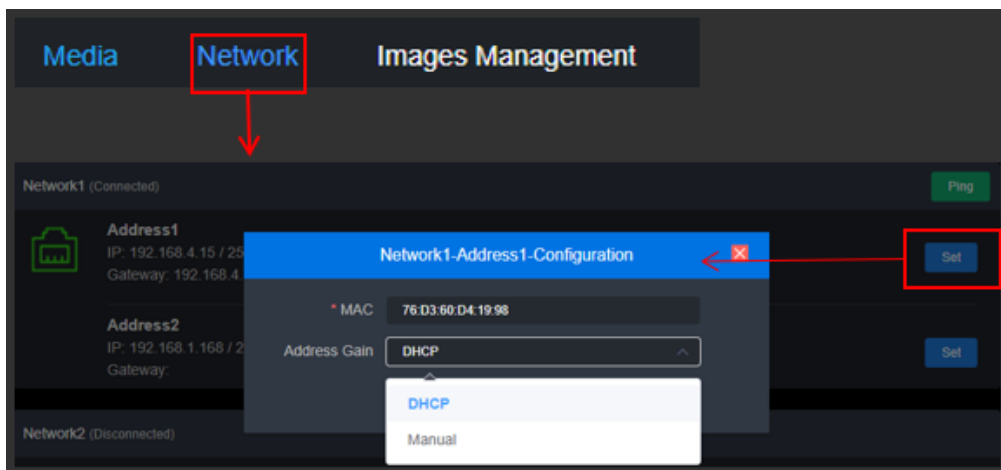 Media Network Images Management
Network1 (Connected) Ping
Address1
IP: 192.168.4.15 / 25
Gateway: 192.168.4.
Set
Network1-Address1-Configuration
* MAC 76:D3:60:D4:19:98
Address Gain DHCP
DHCP
Manual
Address2
IP: 192.168.1.168 / 2
Gateway:
Set
Network2 (Disconnected)